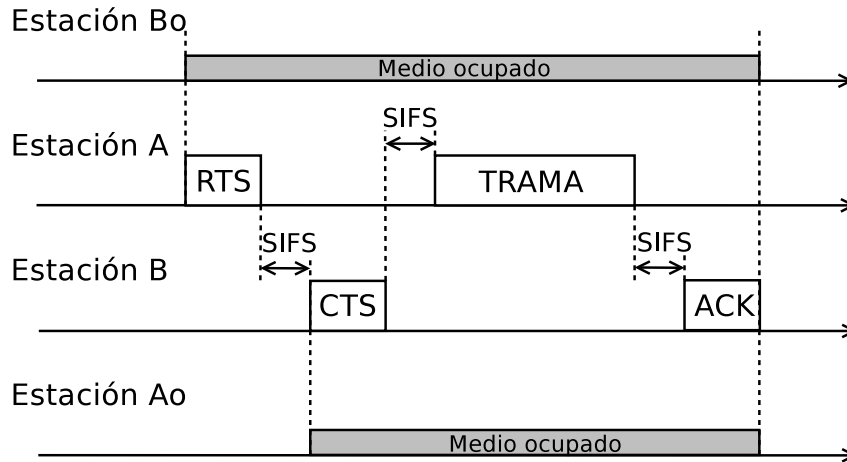 Estación Bo
Medio ocupado
SIFS
Estación A
RTS
TRAMA
SIFS
SIFS
Estación B
CTS
ACK
Estación Ao
Medio ocupado